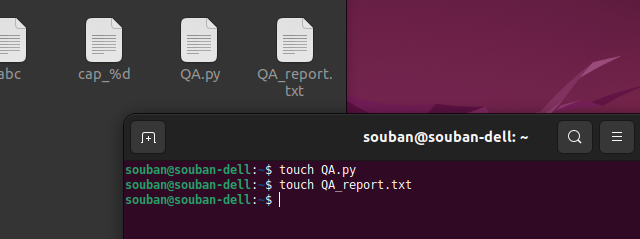 abc
cap_%d
QA.py
QA_report.
txt
souban@souban-dell: ~
souban@souban-dell:~$ touch QA.py
souban@souban-dell:~$ touch QA_report.txt
souban@souban-dell:~$